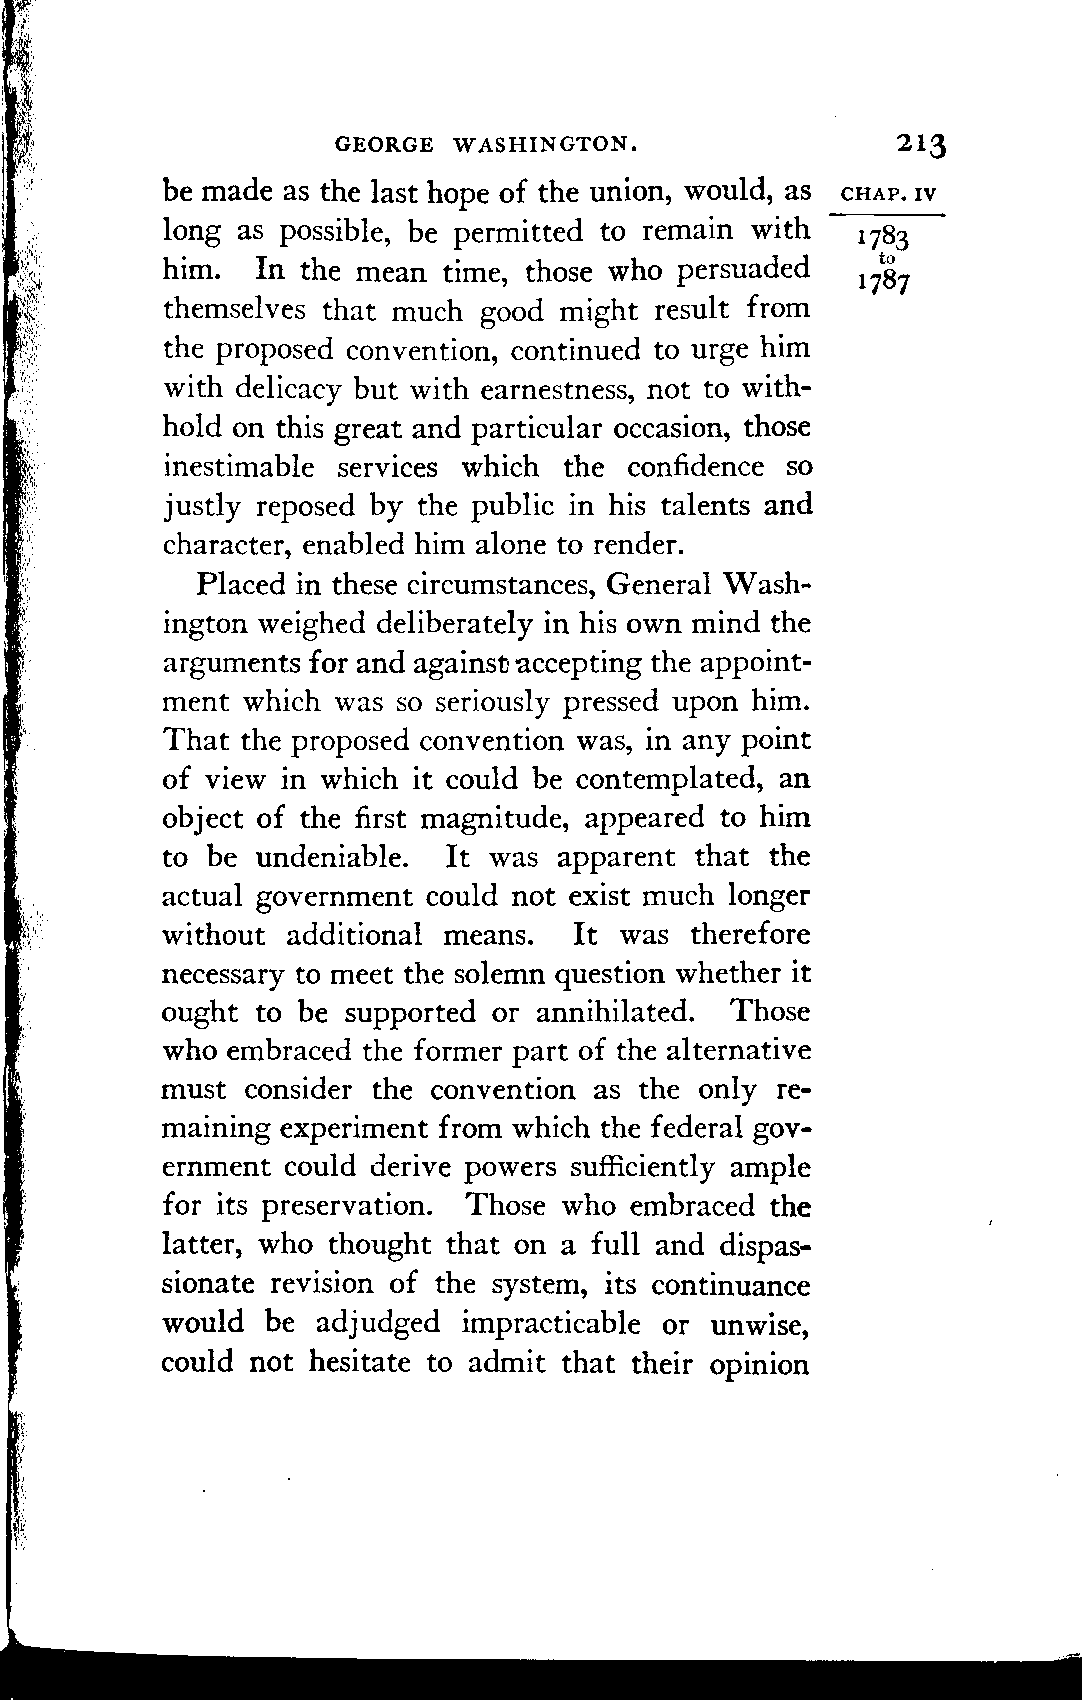 GEORGE WASHINGTON. 213
CHAP. IV
1783
to
1787
be made as the last hope of the union, would, as
long as possible, be permitted to remain with
him. In the mean time, those who persuaded
themselves that much good might result from
the proposed convention, continued to urge him
with delicacy but with earnestness, not to with-
hold on this great and particular occasion, those
inestimable services which the confidence so
justly reposed by the public in his talents and
character, enabled him alone to render.
Placed in these circumstances, General Wash-
ington weighed deliberately in his own mind the
arguments for and against accepting the appoint-
ment which was so seriously pressed upon him.
That the proposed convention was, in any point
of view in which it could be contemplated, an
object of the first magnitude, appeared to him
to be undeniable. It was apparent that the
actual government could not exist much longer
without additional means. It was therefore
necessary to meet the solemn question whether it
ought to be supported or annihilated. Those
who embraced the former part of the alternative
must consider the convention as the only re-
maining experiment from which the federal gov-
ernment could derive powers sufficiently ample
for its preservation. Those who embraced the
latter, who thought that on a full and dispas-
sionate revision of the system, its continuance
would be adjudged impracticable or unwise,
could not hesitate to admit that their opinion